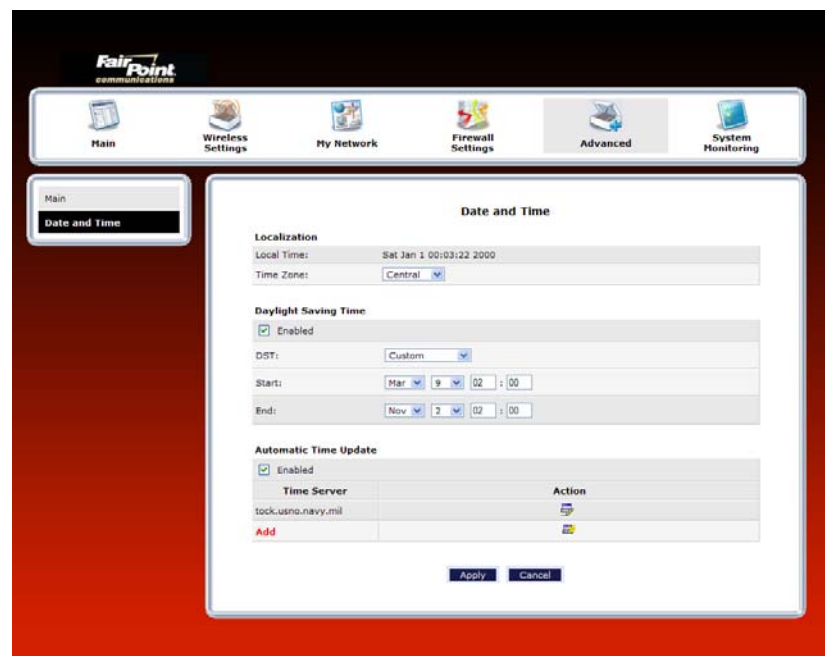 FairPoint
communications
Main
Wireless Settings
My Network
Firewall Settings
Advanced
System Monitoring
Main
Date and Time
Date and Time
Localization
Local Time: Sat Jan 1 00:03:22 2000
Time Zone: Central
Daylight Saving Time
Enabled
DST: Custom
Start: Mar 9 02 : 00
End: Nov 2 02 : 00
Automatic Time Update
Enabled
Time Server Action
tock.usno.navy.mil
Add
Apply Cancel